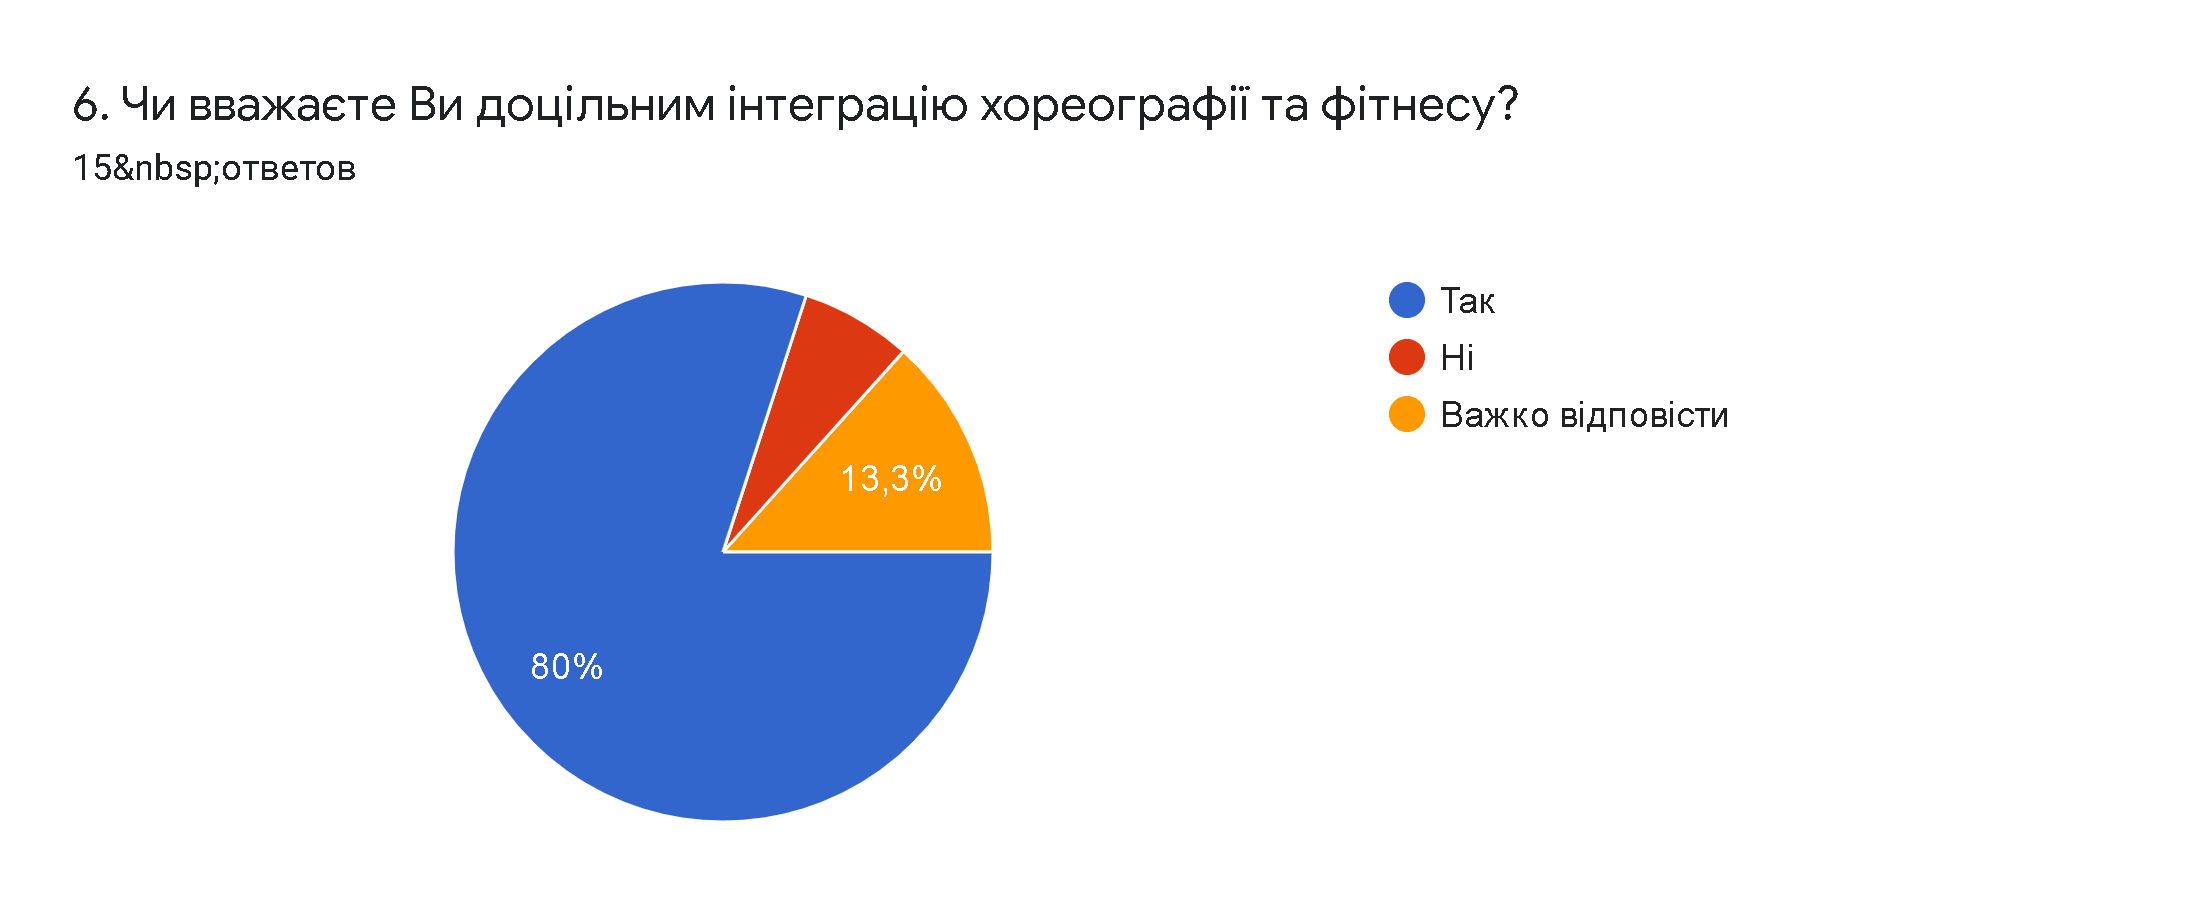 6. Чи вважаєте Ви доцільним інтеграцію хореографії та фітнесу?
15&nbsp;ответов
Так
Ні
Важко відповісти
13,3%
80%